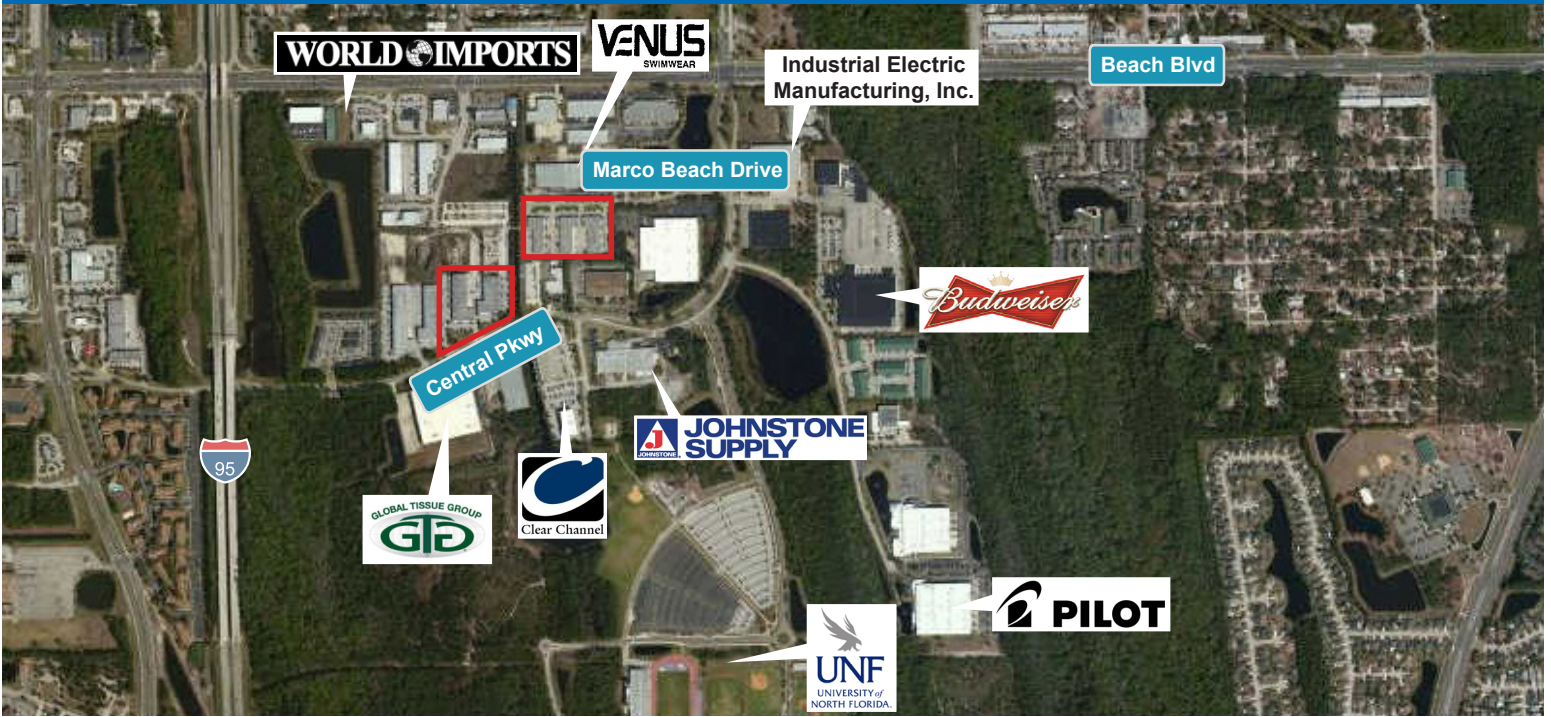 WORLD IMPORTS
VENUS
SWIMWEAR
Industrial Electric
Manufacturing, Inc.
Beach Blvd
Marco Beach Drive
Budweiser
Central Pkwy
J
JOHNSTONE
JOHNSTONE
SUPPLY
95
GLOBAL TISSUE GROUP
GTG
Clear Channel
PILOT
UNF
UNIVERSITY of
NORTH FLORIDA.